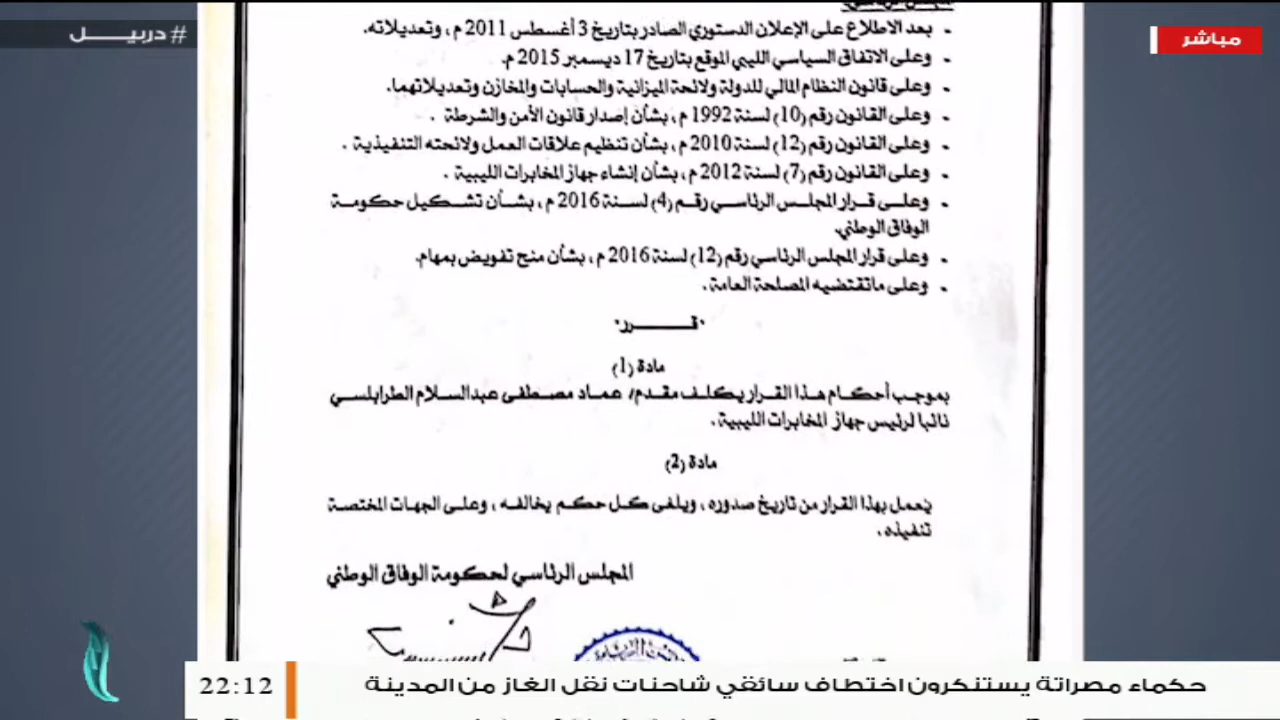 # دربيـــــل
مباشر
- بعد الاطلاع على الإعلان الدستوري الصادر بتاريخ 3 أغسطس 2011 م ، وتعديلاته.
- وعلى الاتفاق السياسي الليبي الموقع بتاريخ 17 ديسمبر 2015 م.
- وعلى قانون النظام المالي للدولة ولائحة الميزانية والحسابات والمخازن وتعديلاتهما.
- وعلى القانون رقم (10) لسنة 1992 م ، بشأن إصدار قانون الأمن والشرطة .
- وعلى القانون رقم (12) لسنة 2010 م ، بشأن تنظيم علاقات العمل ولائحته التنفيذية .
- وعلى القانون رقم (7) لسنة 2012 م ، بشأن إنشاء جهاز المخابرات الليبية .
- وعلى قرار المجلس الرئاسي رقم (4) لسنة 2016 م ، بشأن تشكيل حكومة
الوفاق الوطني.
- وعلى قرار المجلس الرئاسي رقم (12) لسنة 2016 م ، بشأن منح تفويض بمهام.
- وعلى ماتقتضيه المصلحة العامة .
"قـــــرر"
مادة (1)
بموجب أحكام هذا القرار يكلف مقدم/ عماد مصطفى عبدالسلام الطرابلسي
نائبا لرئيس جهاز المخابرات الليبية .
مادة (2)
يعمل بهذا القرار من تاريخ صدوره ، ويلغى كل حكم يخالفه ، وعلى الجهات المختصة
تنفيذه .
المجلس الرئاسي لحكومة الوفاق الوطني
22:12
حكماء مصراتة يستنكرون اختطاف سائقي شاحنات نقل الغاز من المدينة